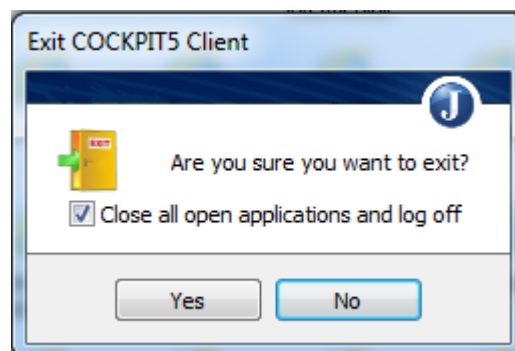 Exit COCKPIT5 Client
J
EXIT
Are you sure you want to exit?
Close all open applications and log off
Yes
No